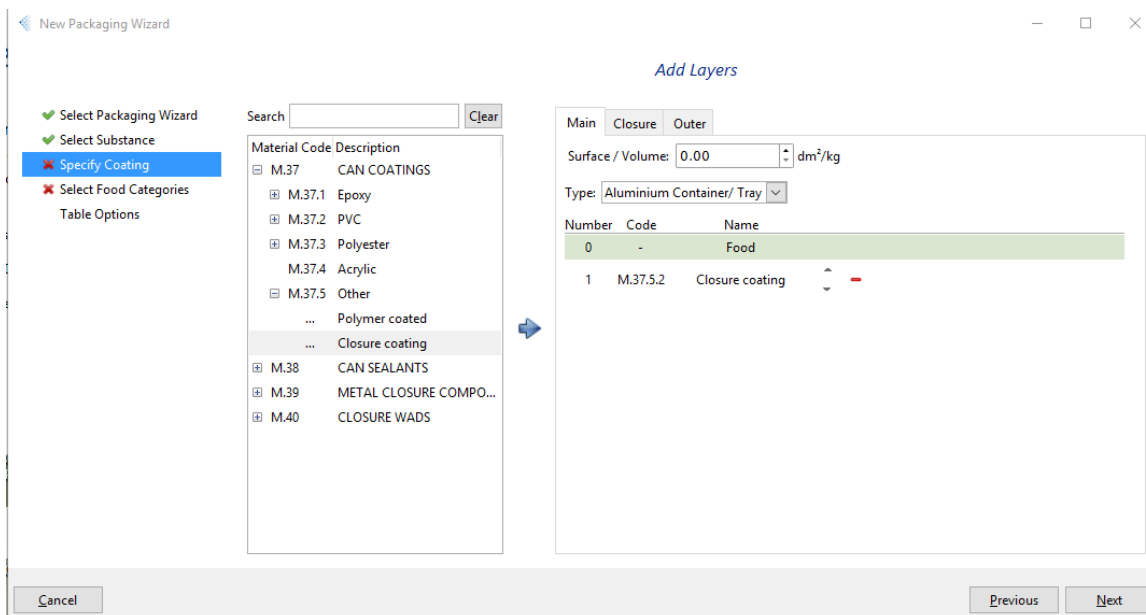 New Packaging Wizard
Add Layers
Select Packaging Wizard
Select Substance
Specify Coating
Select Food Categories
Table Options
Search
Clear
Material Code Description
M.37 CAN COATINGS
M.37.1 Epoxy
M.37.2 PVC
M.37.3 Polyester
M.37.4 Acrylic
M.37.5 Other
... Polymer coated
... Closure coating
M.38 CAN SEALANTS
M.39 METAL CLOSURE COMPO...
M.40 CLOSURE WADS
Main Closure Outer
Surface / Volume: 0.00 dm²/kg
Type: Aluminium Container/ Tray
Number Code Name
0 - Food
1 M.37.5.2 Closure coating
Cancel
Previous
Next